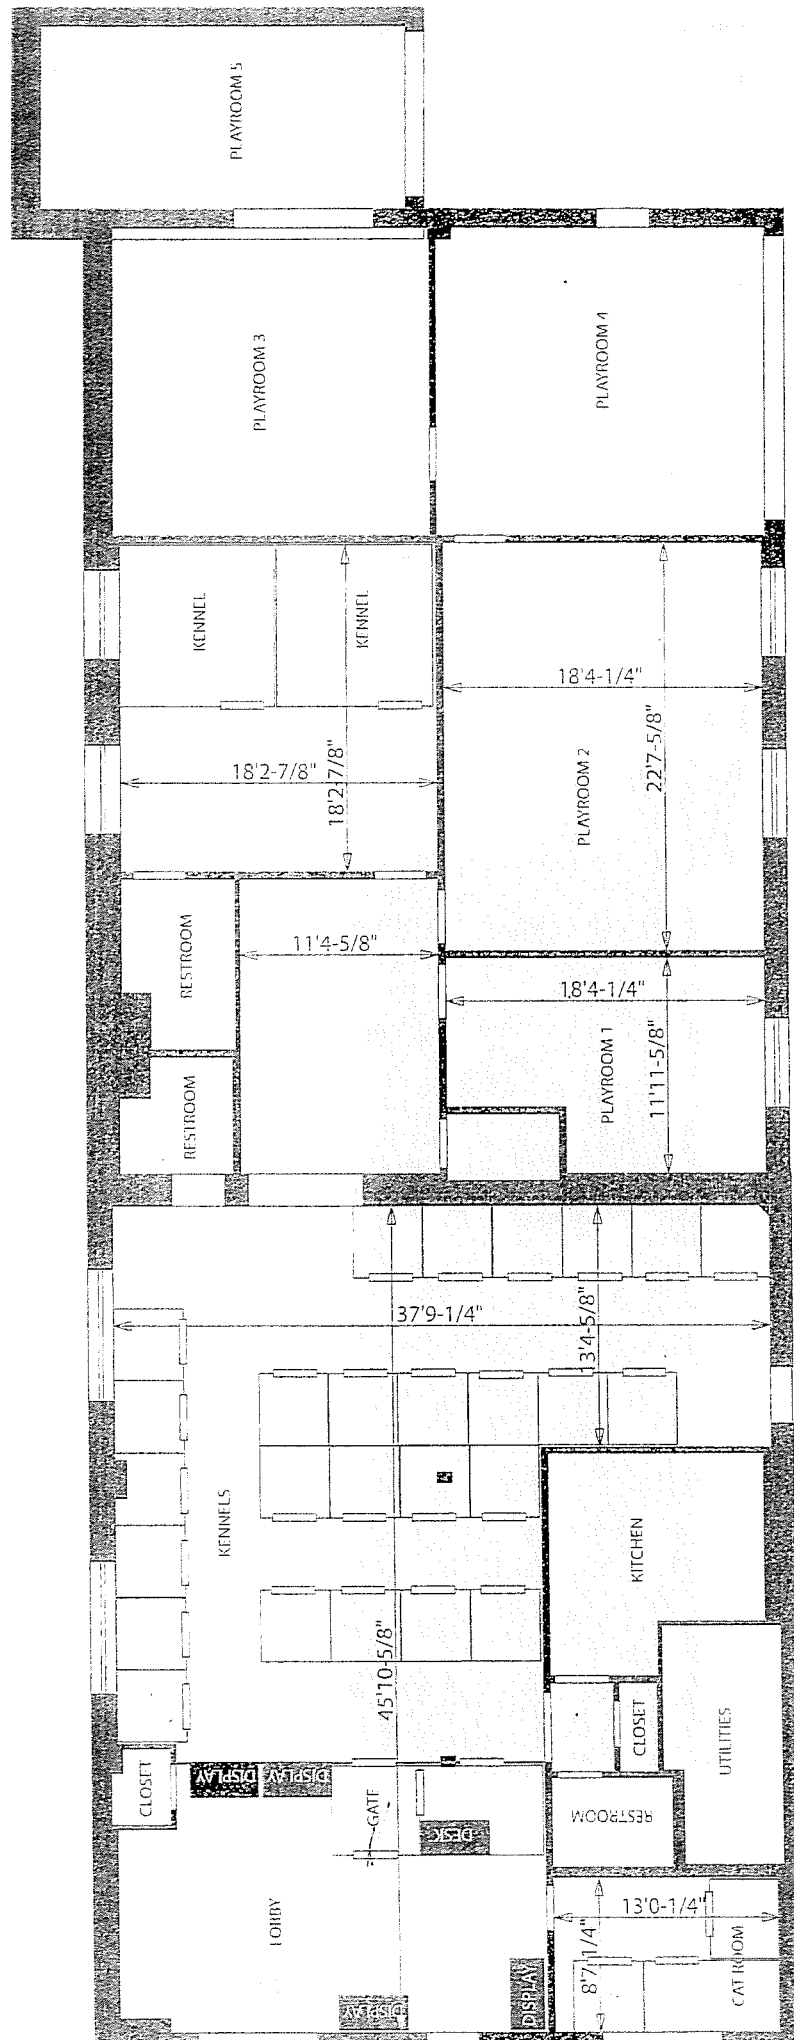 PLAYROOM 5
PLAYROOM 3
PLAYROOM 4
KENNEL
KENNEL
18'4-1/4"
22'7-5/8"
PLAYROOM 2
18'2-7/8"
18'2-7/8"
RESTROOM
11'4-5/8"
18'4-1/4"
PLAYROOM 1
11'11-5/8"
RESTROOM
37'9-1/4"
13'4-5/8"
KENNELS
KITCHEN
45'10-5/8"
CLOSET
UTILITIES
CLOSET
DISPLAY
DISPLAY
GATE
DESK
RESTROOM
LOBBY
13'0-1/4"
8'7-1/4"
CAT ROOM
DISPLAY
DISPLAY